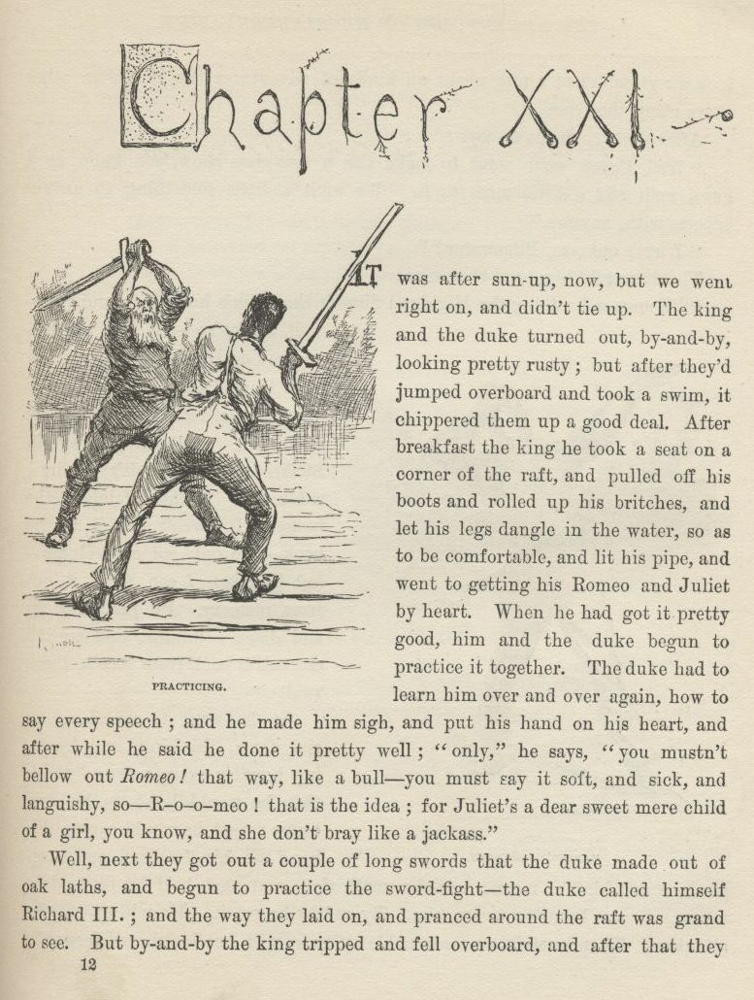 Chapter XXI.
IT was after sun-up, now, but we went
right on, and didn't tie up. The king
and the duke turned out, by-and-by,
looking pretty rusty; but after they'd
jumped overboard and took a swim, it
chippered them up a good deal. After
breakfast the king he took a seat on a
corner of the raft, and pulled off his
boots and rolled up his britches, and
let his legs dangle in the water, so as
to be comfortable, and lit his pipe, and
went to getting his Romeo and Juliet
by heart. When he had got it pretty
good, him and the duke begun to
practice it together. The duke had to
learn him over and over again, how to
PRACTICING.
say every speech; and he made him sigh, and put his hand on his heart, and
after while he said he done it pretty well; "only," he says, "you mustn't
bellow out Romeo! that way, like a bull—you must say it soft, and sick, and
languishy, so—R-o-o-meo! that is the idea; for Juliet's a dear sweet mere child
of a girl, you know, and she don't bray like a jackass."
Well, next they got out a couple of long swords that the duke made out of
oak laths, and begun to practice the sword-fight—the duke called himself
Richard III.; and the way they laid on, and pranced around the raft was grand
to see. But by-and-by the king tripped and fell overboard, and after that they
12